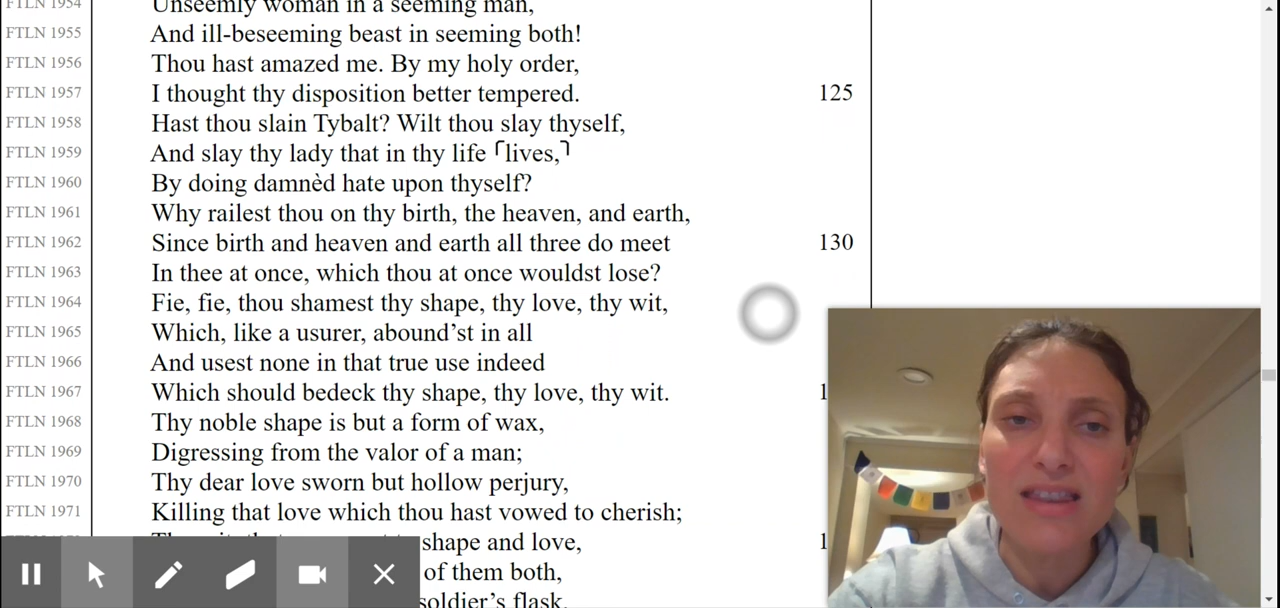 FTLN 1954 Unseemly woman in a seeming man,
FTLN 1955 And ill-beseeming beast in seeming both!
FTLN 1956 Thou hast amazed me. By my holy order,
FTLN 1957 I thought thy disposition better tempered. 125
FTLN 1958 Hast thou slain Tybalt? Wilt thou slay thyself,
FTLN 1959 And slay thy lady that in thy life ⌜lives,⌝
FTLN 1960 By doing damnèd hate upon thyself?
FTLN 1961 Why railest thou on thy birth, the heaven, and earth,
FTLN 1962 Since birth and heaven and earth all three do meet 130
FTLN 1963 In thee at once, which thou at once wouldst lose?
FTLN 1964 Fie, fie, thou shamest thy shape, thy love, thy wit,
FTLN 1965 Which, like a usurer, abound’st in all
FTLN 1966 And usest none in that true use indeed
FTLN 1967 Which should bedeck thy shape, thy love, thy wit.
FTLN 1968 Thy noble shape is but a form of wax,
FTLN 1969 Digressing from the valor of a man;
FTLN 1970 Thy dear love sworn but hollow perjury,
FTLN 1971 Killing that love which thou hast vowed to cherish;
shape and love,
of them both,
soldier’s flask,